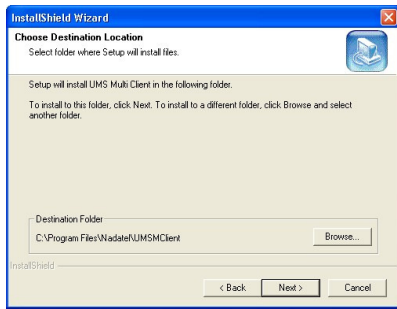 InstallShield Wizard
Choose Destination Location
Select folder where Setup will install files.
Setup will install UMS Multi Client in the following folder.
To install to this folder, click Next. To install to a different folder, click Browse and select
another folder.
Destination Folder
C:\Program Files\Nadatel\UMSMClient
Browse...
InstallShield
< Back
Next >
Cancel